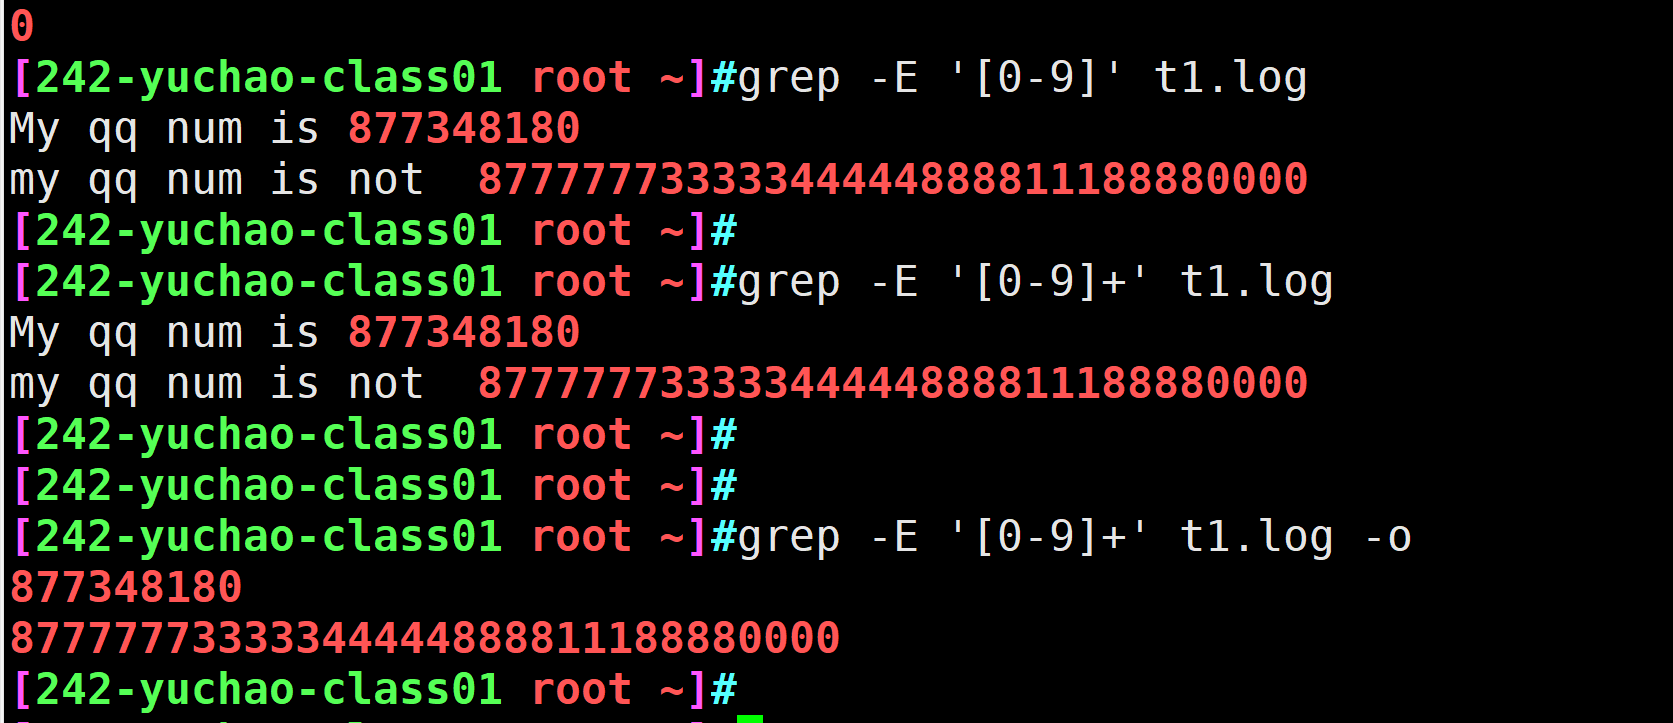 0
[242-yuchao-class01 root ~]#grep -E '[0-9]' t1.log
My qq num is 877348180
my qq num is not  87777773333344444888811188880000
[242-yuchao-class01 root ~]#
[242-yuchao-class01 root ~]#grep -E '[0-9]+' t1.log
My qq num is 877348180
my qq num is not  87777773333344444888811188880000
[242-yuchao-class01 root ~]#
[242-yuchao-class01 root ~]#
[242-yuchao-class01 root ~]#grep -E '[0-9]+' t1.log -o
877348180
87777773333344444888811188880000
[242-yuchao-class01 root ~]#